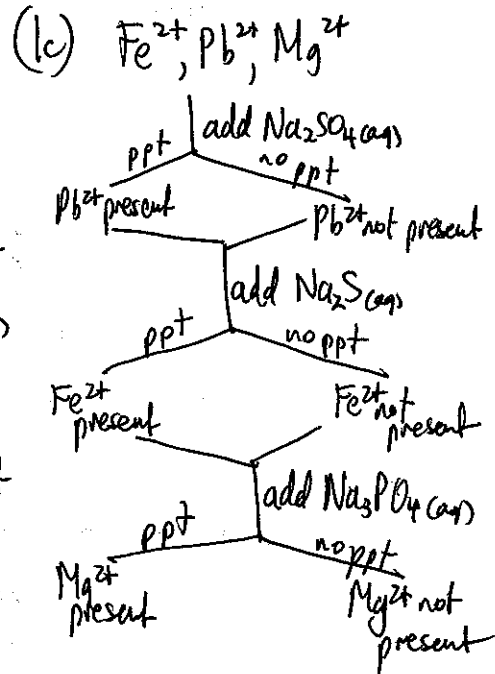 (1c) Fe²⁺, Pb²⁺, Mg²⁺
add Na₂SO₄(aq)
ppt no ppt
Pb²⁺ present Pb²⁺ not present
add Na₂S(aq)
ppt no ppt
Fe²⁺ Fe²⁺ not
present present
add Na₃PO₄(aq)
ppt no ppt
Mg²⁺ Mg²⁺ not
present present